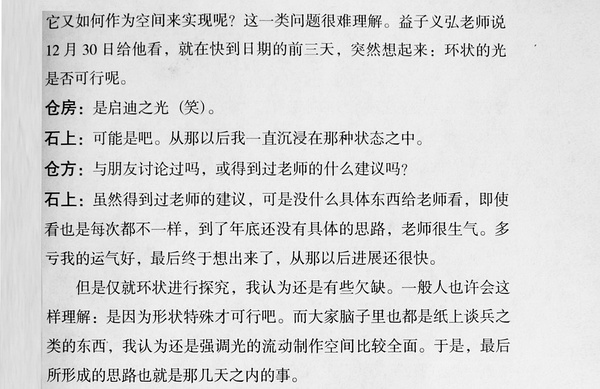 它又如何作为空间来实现呢？这一类问题很难理解。益子义弘老师说
12 月 30 日给他看，就在快到日期的前三天，突然想起来：环状的光
是否可行呢。
仓房：是启迪之光（笑）。
石上：可能是吧。从那以后我一直沉浸在那种状态之中。
仓方：与朋友讨论过吗，或得到过老师的什么建议吗？
石上：虽然得到过老师的建议，可是没什么具体东西给老师看，即使
看也是每次都不一样，到了年底还没有具体的思路，老师很生气。多
亏我的运气好，最后终于想出来了，从那以后进展还很快。
但是仅就环状进行探究，我认为还是有些欠缺。一般人也许会这
样理解：是因为形状特殊才可行吧。而大家脑子里也都是纸上谈兵之
类的东西，我认为还是强调光的流动制作空间比较全面。于是，最后
所形成的思路也就是那几天之内的事。